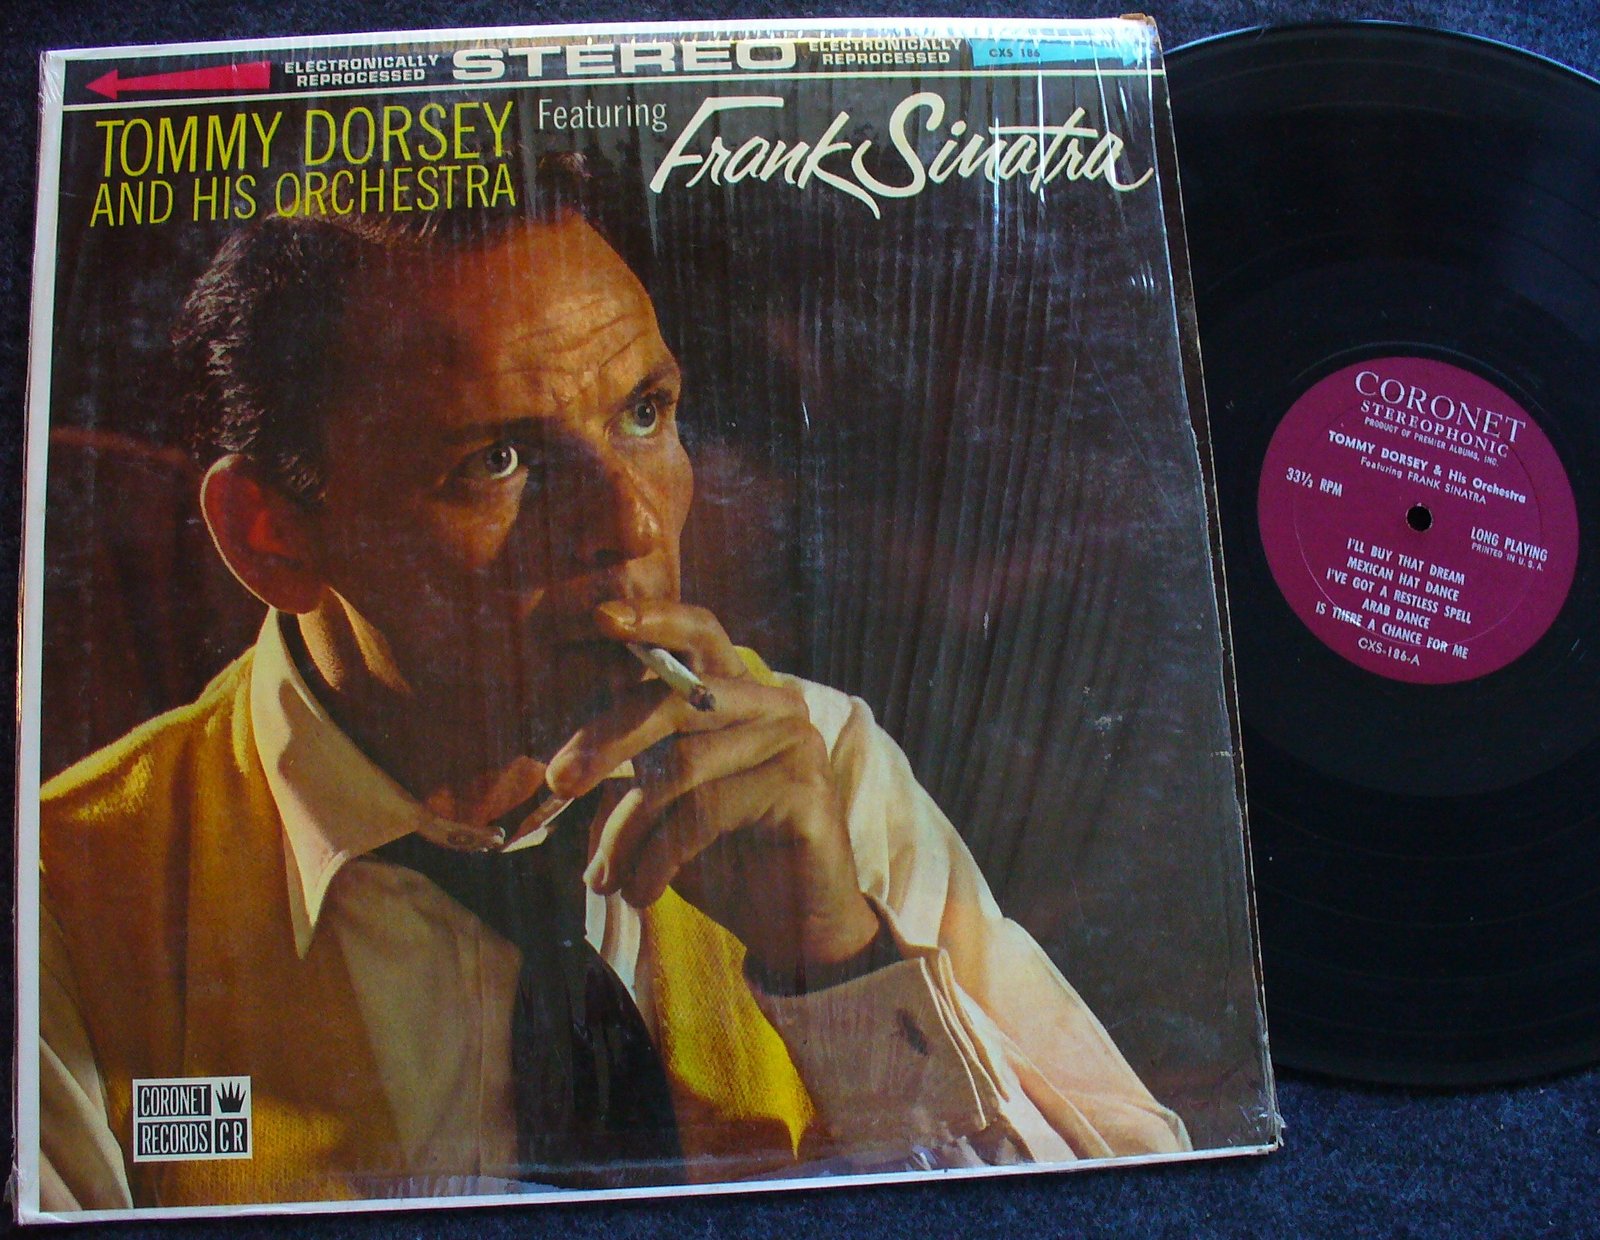 ELECTRONICALLY
REPROCESSED
STEREO
ELECTRONICALLY
REPROCESSED
CXS 186
TOMMY DORSEY
AND HIS ORCHESTRA
Featuring
Frank Sinatra
CORONET
RECORDS
CR
CORONET
STEREOPHONIC
PRODUCT OF PREMIER ALBUMS, INC.
TOMMY DORSEY & His Orchestra
Featuring FRANK SINATRA
33⅓ RPM
LONG PLAYING
PRINTED IN U.S.A.
I'LL BUY THAT DREAM
MEXICAN HAT DANCE
I'VE GOT A RESTLESS SPELL
ARAB DANCE
IS THERE A CHANCE FOR ME
CXS-186-A